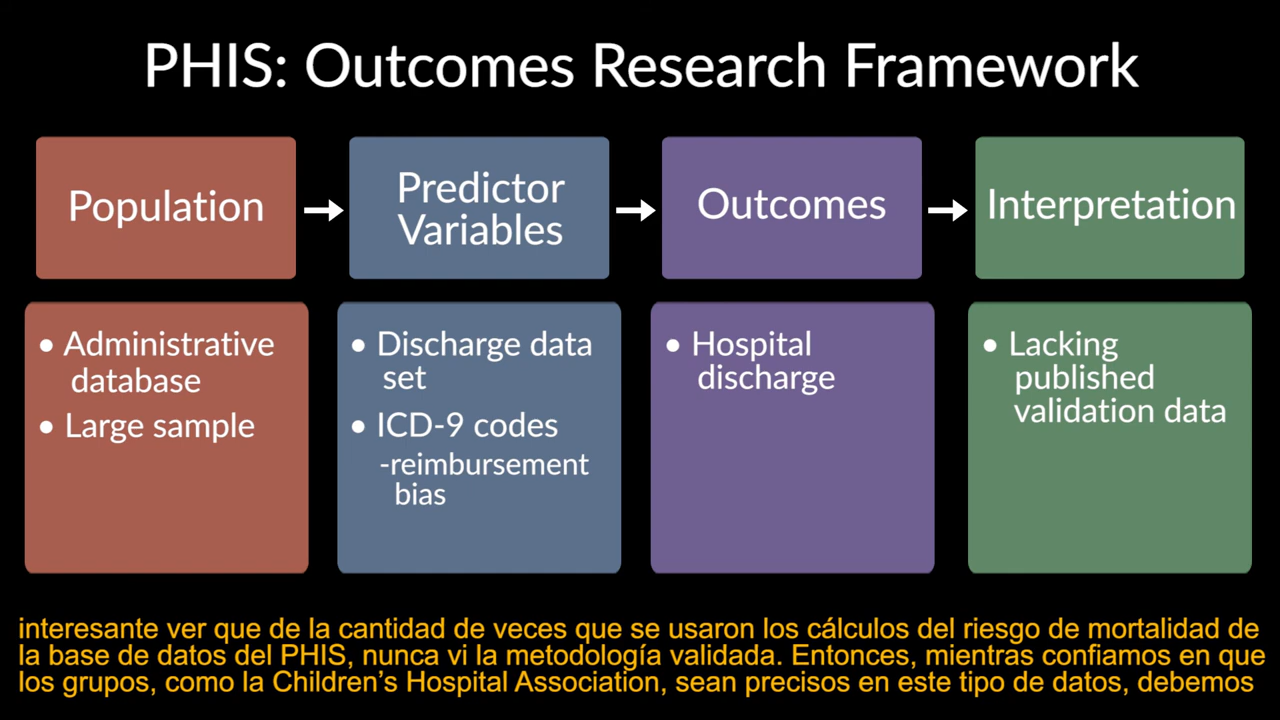 PHIS: Outcomes Research Framework
Population
Predictor
Variables
Outcomes
Interpretation
• Administrative
database
• Large sample
• Discharge data
set
• ICD-9 codes
-reimbursement
bias
• Hospital
discharge
• Lacking
published
validation data
interesante ver que de la cantidad de veces que se usaron los cálculos del riesgo de mortalidad de
la base de datos del PHIS, nunca vi la metodología validada. Entonces, mientras confiamos en que
los grupos, como la Children’s Hospital Association, sean precisos en este tipo de datos, debemos